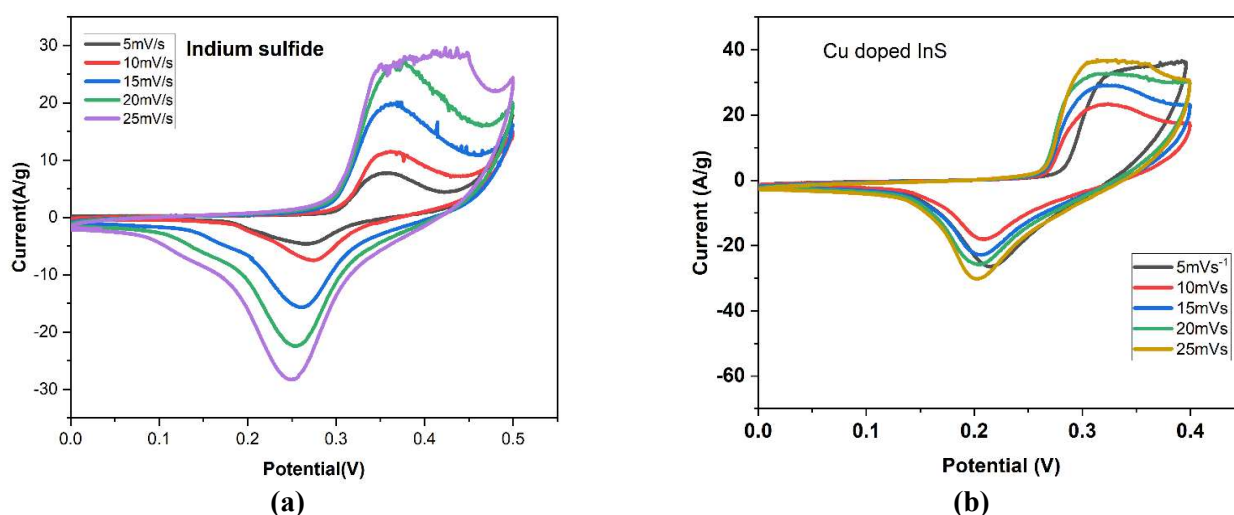 Indium sulfide
5mV/s
10mV/s
15mV/s
20mV/s
25mV/s
Current(A/g)
30
20
10
0
-10
-20
-30
0.0
0.1
0.2
0.3
0.4
0.5
Potential(V)
(a)
Cu doped InS
Current (A/g)
40
20
0
-20
-40
-60
5mVs-1
10mVs
15mVs
20mVs
25mVs
0.0
0.1
0.2
0.3
0.4
Potential (V)
(b)